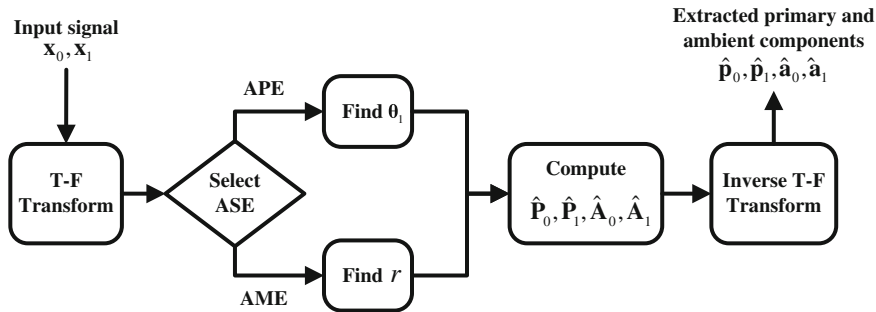 Input signal
x₀, x₁
T-F
Transform
Select
ASE
APE
Find θ₁
AME
Find r
Compute
P̂₀, P̂₁, Â₀, Â₁
Inverse T-F
Transform
Extracted primary and
ambient components
p̂₀, p̂₁, â₀, â₁